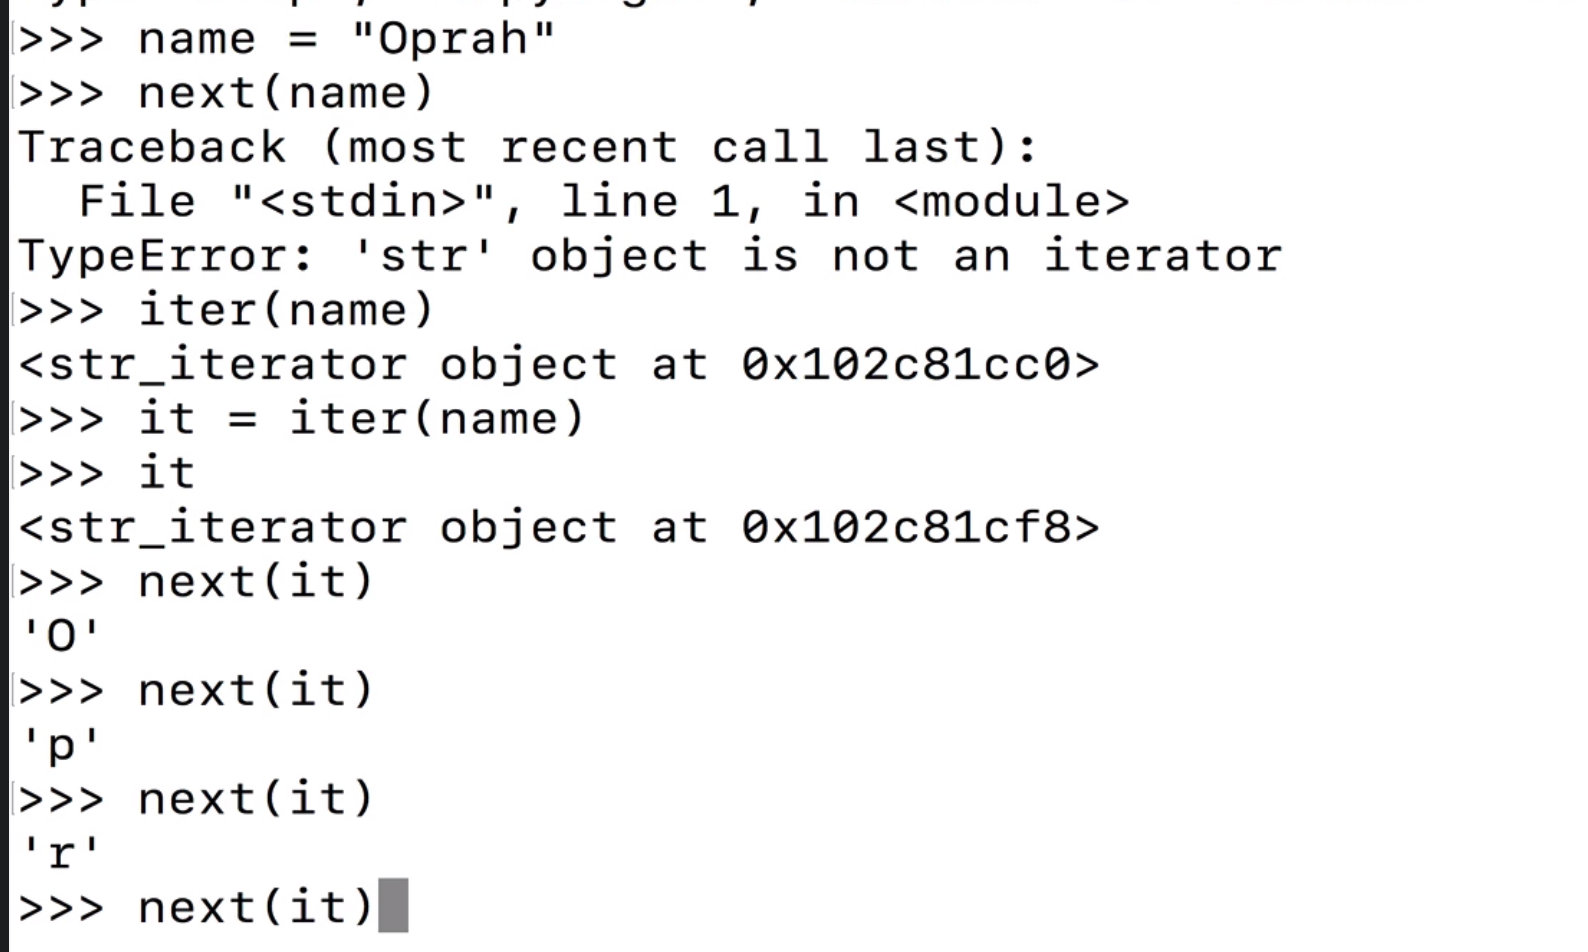 >>> name = "Oprah"
>>> next(name)
Traceback (most recent call last):
  File "<stdin>", line 1, in <module>
TypeError: 'str' object is not an iterator
>>> iter(name)
<str_iterator object at 0x102c81cc0>
>>> it = iter(name)
>>> it
<str_iterator object at 0x102c81cf8>
>>> next(it)
'O'
>>> next(it)
'p'
>>> next(it)
'r'
>>> next(it)